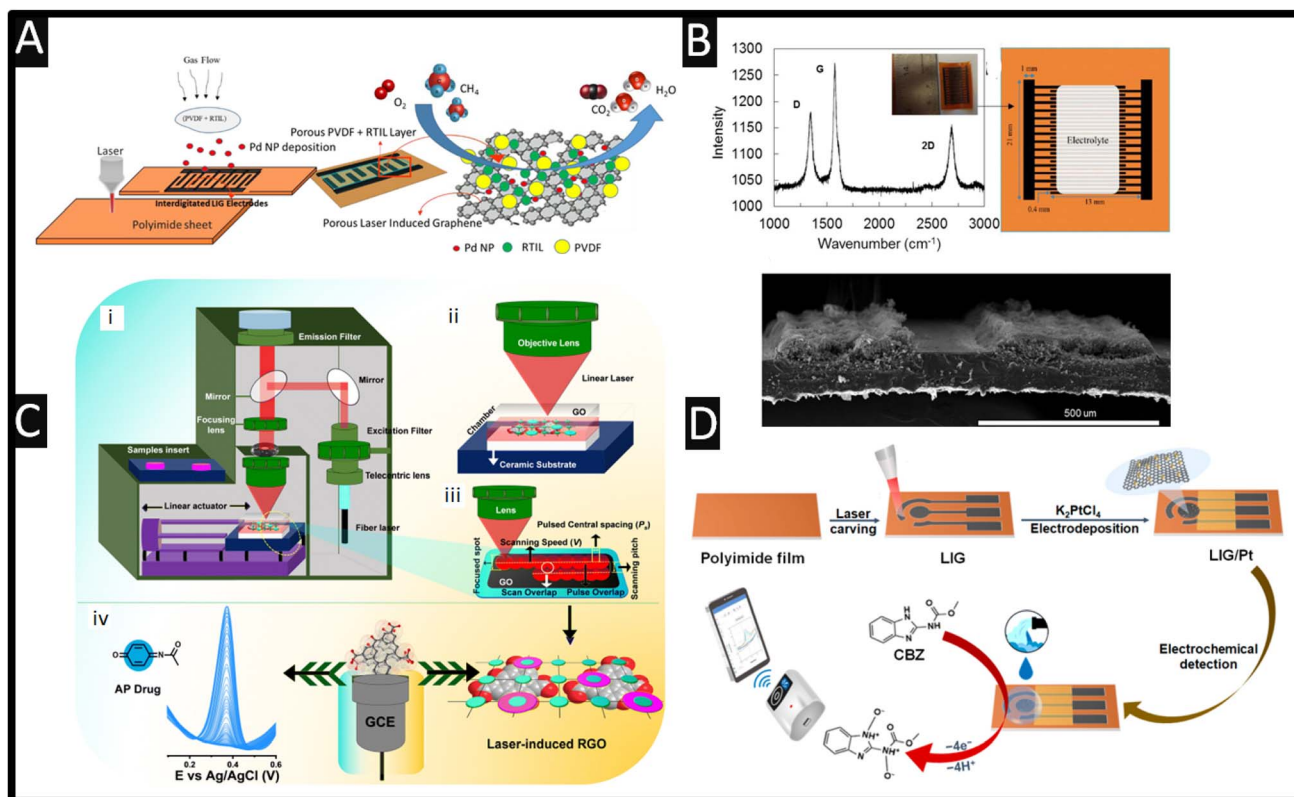 A
Gas Flow
(PVDF + RTIL)
Pd NP deposition
Laser
Interdigitated LIG Electrodes
Polyimide sheet
O2
CH4
CO2
H2O
Porous PVDF + RTIL Layer
Porous Laser Induced Graphene
Pd NP
RTIL
PVDF
B
1300
1250
1200
1150
1100
1050
1000
Intensity
D
G
2D
1000
1500
2000
2500
3000
Wavenumber (cm-1)
1 mm
21 mm
Electrolyte
0.4 mm
13 mm
500 um
C
i
Emission Filter
Mirror
Mirror
Focusing
lens
Excitation Filter
Samples insert
Telecentric lens
Linear actuator
Fiber laser
ii
Objective Lens
Linear Laser
GO
Chamber
Ceramic Substrate
iii
Lens
Pulsed Central spacing (Ps)
Scanning Speed (V)
Focused spot
Scanning pitch
GO
Scan Overlap
Pulse Overlap
iv
O
N
O
AP Drug
0.2
0.4
0.6
E vs Ag/AgCl (V)
GCE
Laser-induced RGO
D
Polyimide film
Laser
carving
LIG
K2PtCl4
Electrodeposition
LIG/Pt
CBZ
Electrochemical
detection
−4e−
−4H+